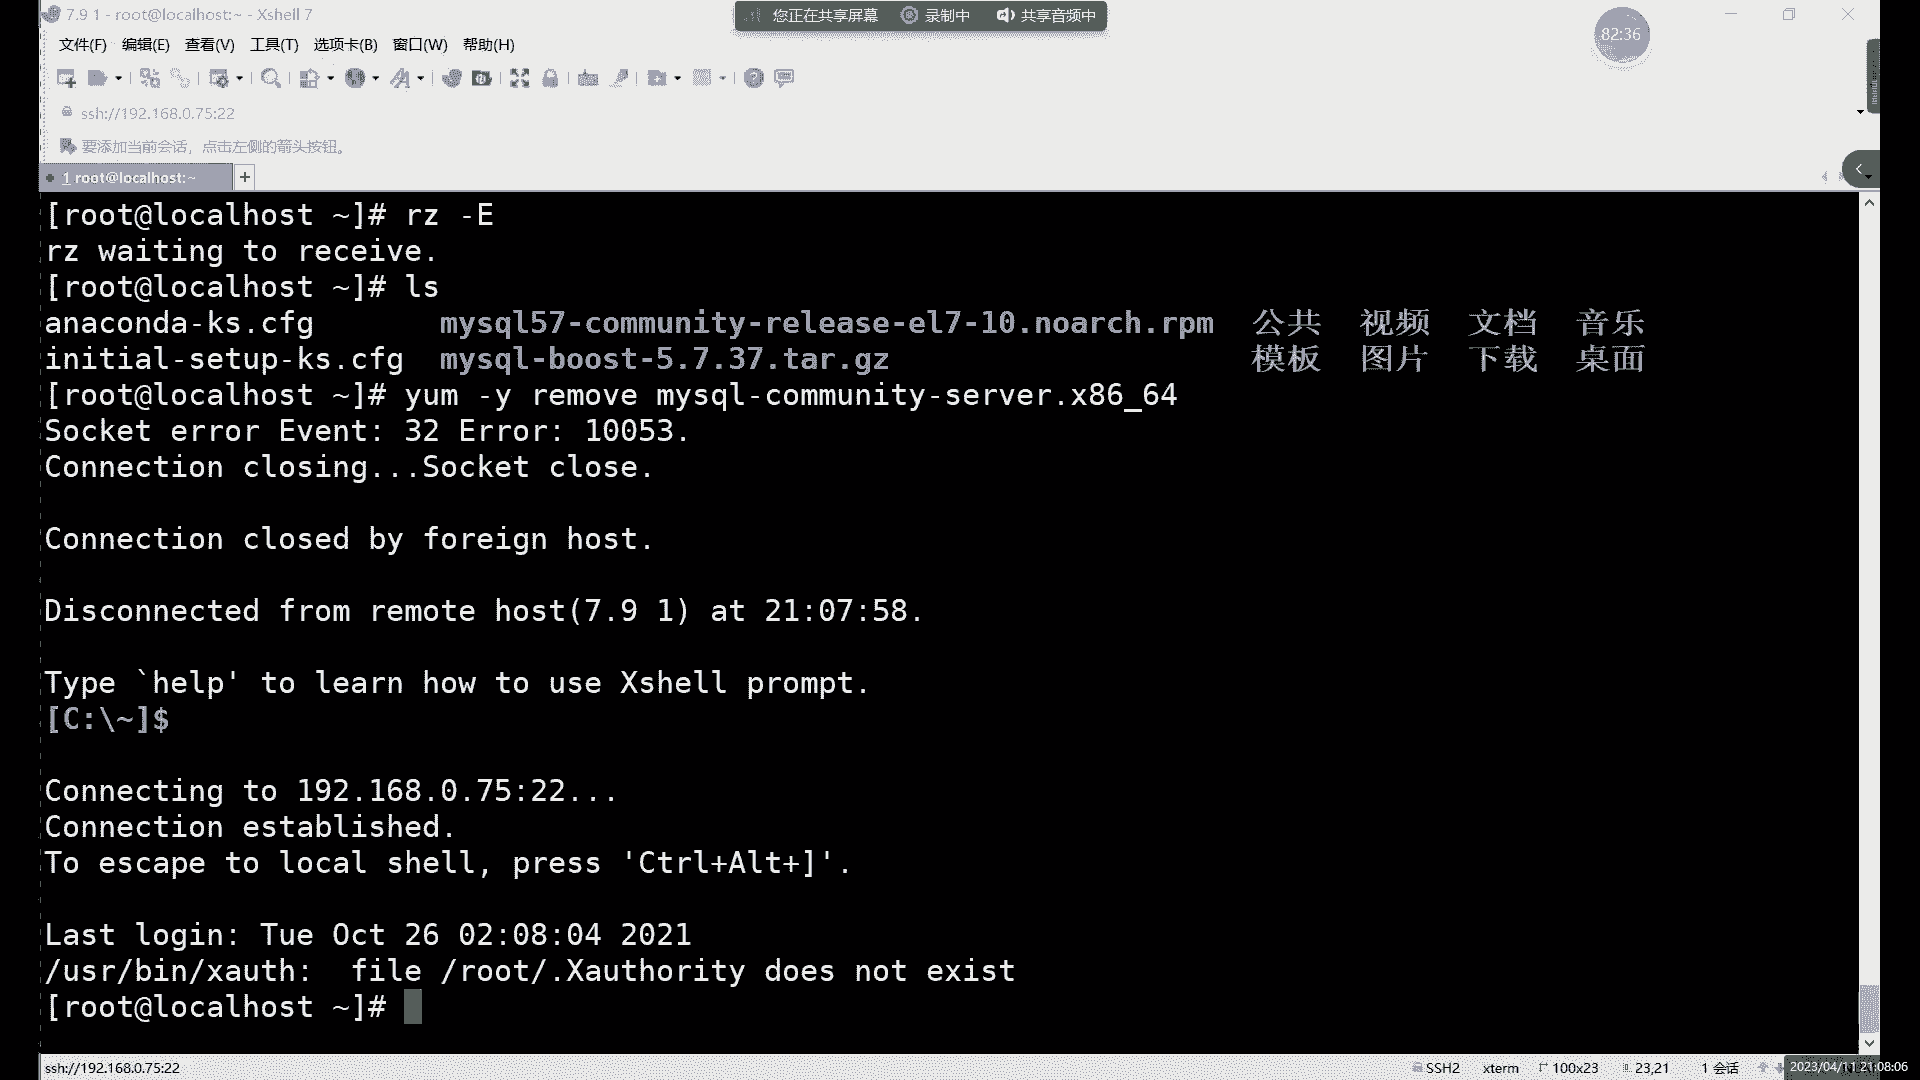 7.9 1 - root@localhost:~ - Xshell 7
您正在共享屏幕 录制中 共享音频中
82:36
文件(F) 编辑(E) 查看(V) 工具(T) 选项卡(B) 窗口(W) 帮助(H)
ssh://192.168.0.75:22
要添加当前会话，点击左侧的箭头按钮。
1 root@localhost:~ +
[root@localhost ~]# rz -E
rz waiting to receive.
[root@localhost ~]# ls
anaconda-ks.cfg mysql57-community-release-el7-10.noarch.rpm 公共 视频 文档 音乐
initial-setup-ks.cfg mysql-boost-5.7.37.tar.gz 模板 图片 下载 桌面
[root@localhost ~]# yum -y remove mysql-community-server.x86_64
Socket error Event: 32 Error: 10053.
Connection closing...Socket close.
Connection closed by foreign host.
Disconnected from remote host(7.9 1) at 21:07:58.
Type `help' to learn how to use Xshell prompt.
[C:\~]$
Connecting to 192.168.0.75:22...
Connection established.
To escape to local shell, press 'Ctrl+Alt+]'.
Last login: Tue Oct 26 02:08:04 2021
/usr/bin/xauth:  file /root/.Xauthority does not exist
[root@localhost ~]#
ssh://192.168.0.75:22 SSH2 xterm 100x23 23,21 1 会话 2023/04/11 21:08:06